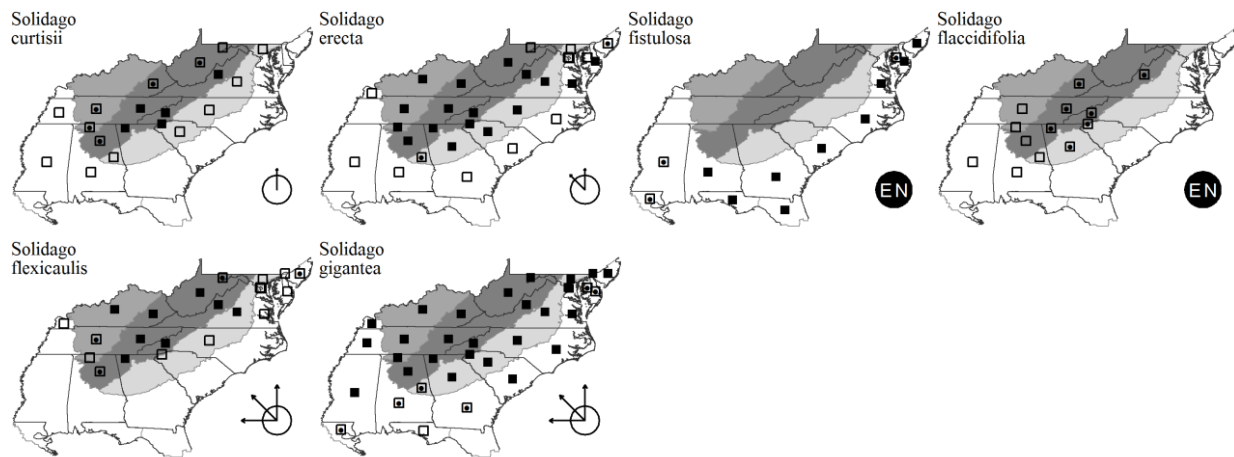 Solidago
curtisii
Solidago
erecta
Solidago
fistulosa
EN
Solidago
flaccidifolia
EN
Solidago
flexicaulis
Solidago
gigantea